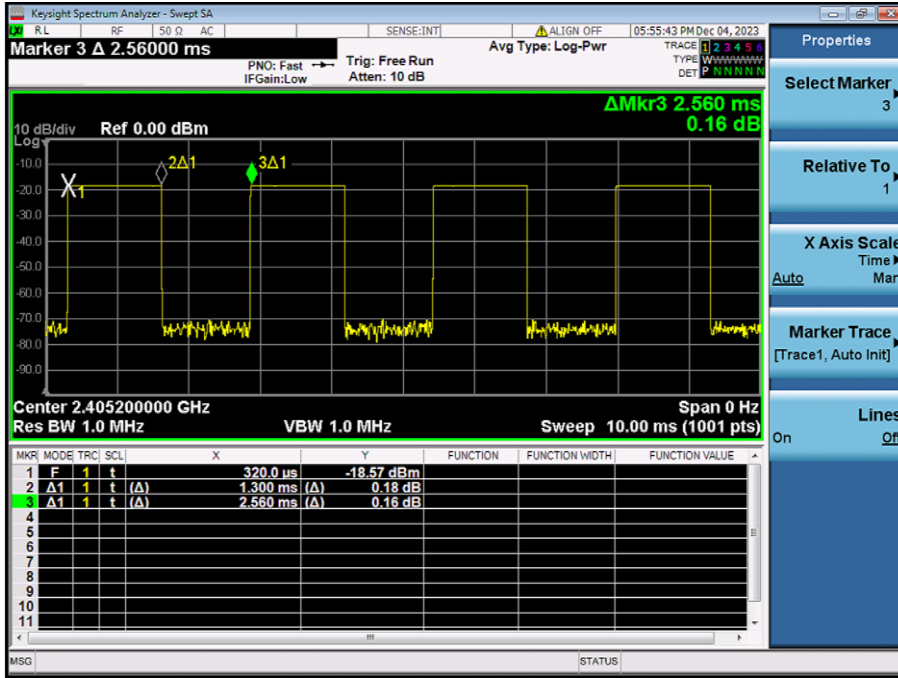 Keysight Spectrum Analyzer - Swept SA
LXI RL RF 50 Ω AC SENSE:INT ALIGN OFF 05:55:43 PM Dec 04, 2023
Marker 3 Δ 2.56000 ms
PNO: Fast
IFGain:Low
Trig: Free Run
Atten: 10 dB
Avg Type: Log-Pwr
TRACE 1 2 3 4 5 6
TYPE WWWWWW
DET P N N N N N
ΔMkr3 2.560 ms
0.16 dB
10 dB/div Ref 0.00 dBm
Log
-10.0
-20.0
-30.0
-40.0
-50.0
-60.0
-70.0
-80.0
-90.0
X1
2Δ1
3Δ1
Center 2.405200000 GHz Span 0 Hz
Res BW 1.0 MHz VBW 1.0 MHz Sweep 10.00 ms (1001 pts)
MKR MODE TRC SCL X Y FUNCTION FUNCTION WIDTH FUNCTION VALUE
1 F 1 t 320.0 µs -18.57 dBm
2 Δ1 1 t (Δ) 1.300 ms (Δ) 0.18 dB
3 Δ1 1 t (Δ) 2.560 ms (Δ) 0.16 dB
4
5
6
7
8
9
10
11
MSG STATUS
Properties
Select Marker
3
Relative To
1
X Axis Scale
Time
Auto Man
Marker Trace
[Trace1, Auto Init]
Lines
On Off